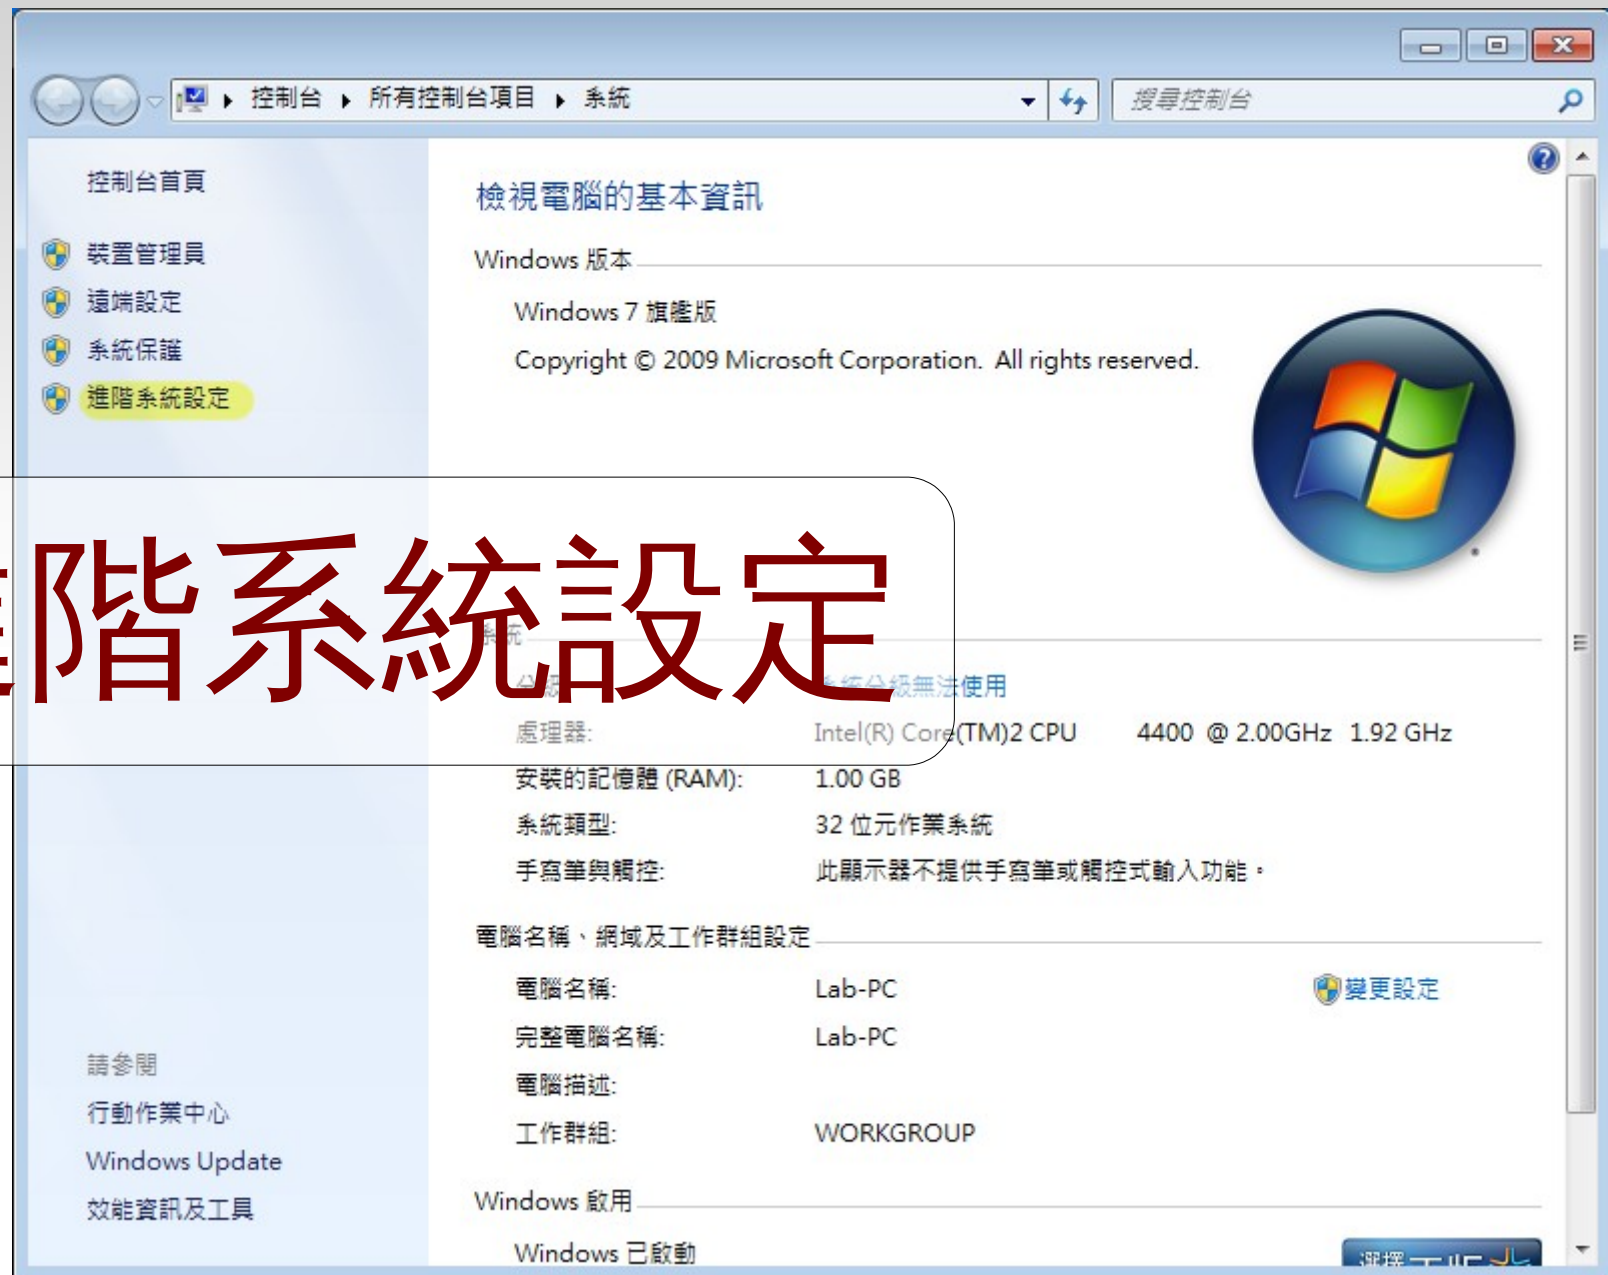 控制台 ▸ 所有控制台項目 ▸ 系統
搜尋控制台
控制台首頁
裝置管理員
遠端設定
系統保護
進階系統設定
檢視電腦的基本資訊
Windows 版本
Windows 7 旗艦版
Copyright © 2009 Microsoft Corporation. All rights reserved.
階系統設定
系統
分級
系統分級無法使用
處理器: Intel(R) Core(TM)2 CPU 4400 @ 2.00GHz 1.92 GHz
安裝的記憶體 (RAM): 1.00 GB
系統類型: 32 位元作業系統
手寫筆與觸控: 此顯示器不提供手寫筆或觸控式輸入功能。
電腦名稱、網域及工作群組設定
電腦名稱: Lab-PC
變更設定
完整電腦名稱: Lab-PC
電腦描述:
工作群組: WORKGROUP
Windows 啟用
Windows 已啟動
請參閱
行動作業中心
Windows Update
效能資訊及工具